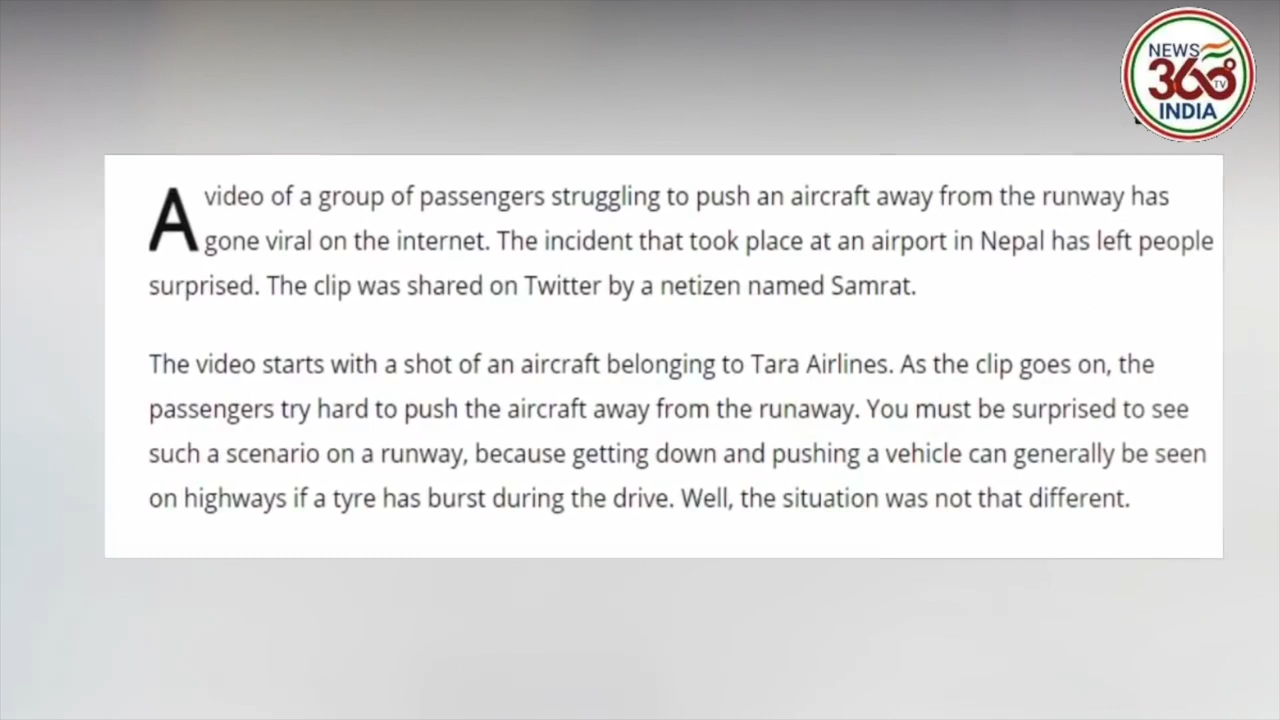 NEWS
360°
TV
INDIA
A video of a group of passengers struggling to push an aircraft away from the runway has
gone viral on the internet. The incident that took place at an airport in Nepal has left people
surprised. The clip was shared on Twitter by a netizen named Samrat.
The video starts with a shot of an aircraft belonging to Tara Airlines. As the clip goes on, the
passengers try hard to push the aircraft away from the runaway. You must be surprised to see
such a scenario on a runway, because getting down and pushing a vehicle can generally be seen
on highways if a tyre has burst during the drive. Well, the situation was not that different.